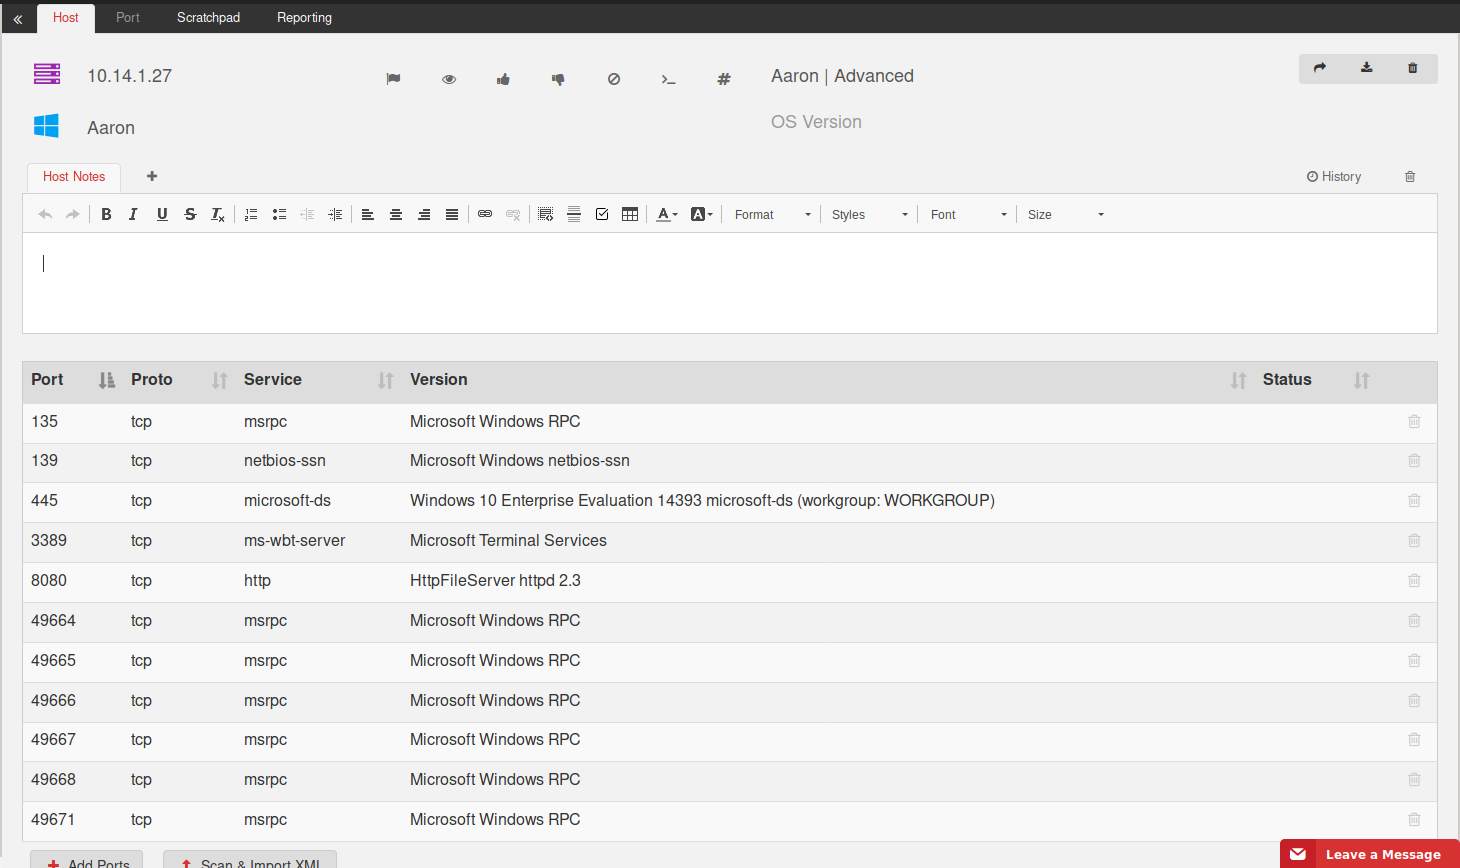 « Host Port Scratchpad Reporting
10.14.1.27 Aaron | Advanced
Aaron OS Version
Host Notes + History
B I U S Tx A A Format Styles Font Size
Port Proto Service Version Status
135 tcp msrpc Microsoft Windows RPC
139 tcp netbios-ssn Microsoft Windows netbios-ssn
445 tcp microsoft-ds Windows 10 Enterprise Evaluation 14393 microsoft-ds (workgroup: WORKGROUP)
3389 tcp ms-wbt-server Microsoft Terminal Services
8080 tcp http HttpFileServer httpd 2.3
49664 tcp msrpc Microsoft Windows RPC
49665 tcp msrpc Microsoft Windows RPC
49666 tcp msrpc Microsoft Windows RPC
49667 tcp msrpc Microsoft Windows RPC
49668 tcp msrpc Microsoft Windows RPC
49671 tcp msrpc Microsoft Windows RPC
+ Add Ports Scan & Import XML
Leave a Message